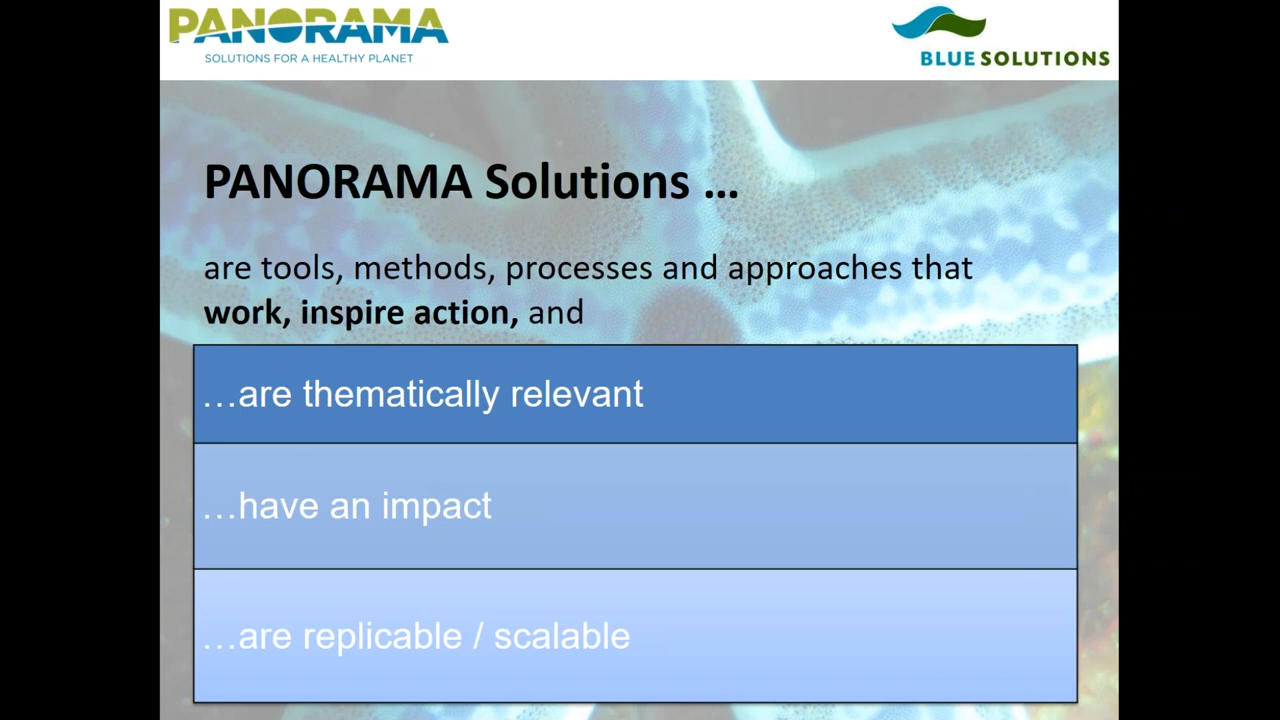 PANORAMA
SOLUTIONS FOR A HEALTHY PLANET
BLUE SOLUTIONS
PANORAMA Solutions ...
are tools, methods, processes and approaches that
work, inspire action, and
...are thematically relevant
...have an impact
...are replicable / scalable